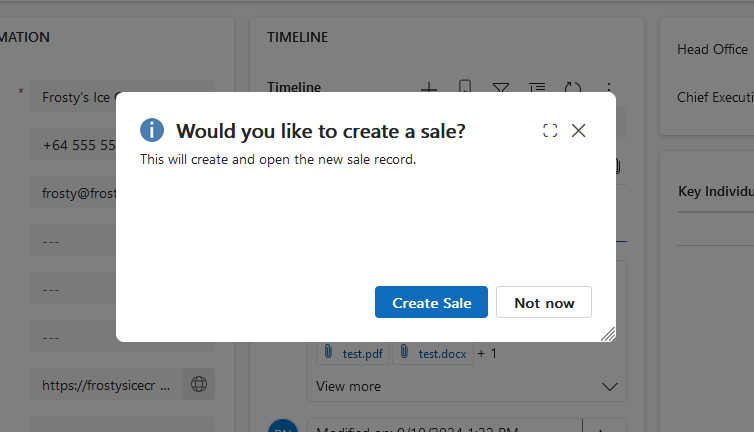 MATION
TIMELINE
Head Office
* Frosty's Ice
Timeline
Chief Executi
Would you like to create a sale?
This will create and open the new sale record.
+64 555 55
frosty@frost
Key Individu
---
---
---
Create Sale
Not now
test.pdf
test.docx
+ 1
https://frostysicecr ...
View more
Modified on: 9/10/2024 1:33 PM